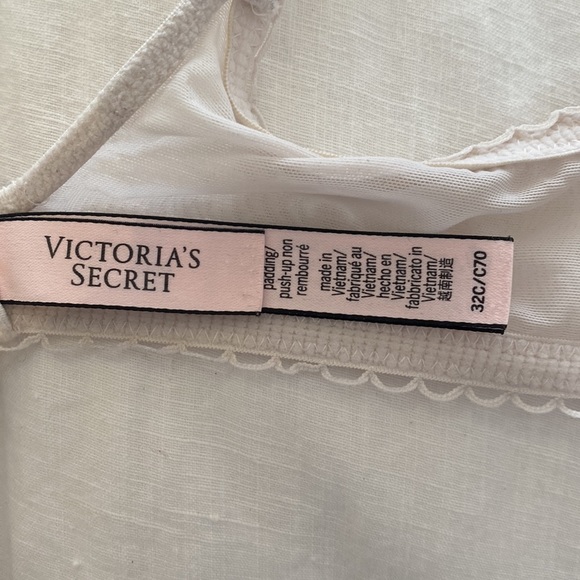 VICTORIA'S
SECRET
padding/
push-up non
rembourré
made in
Vietnam/
fabriqué au
Vietnam/
hecho en
Vietnam/
fabbricato in
Vietnam/
越南制造
32C/C70